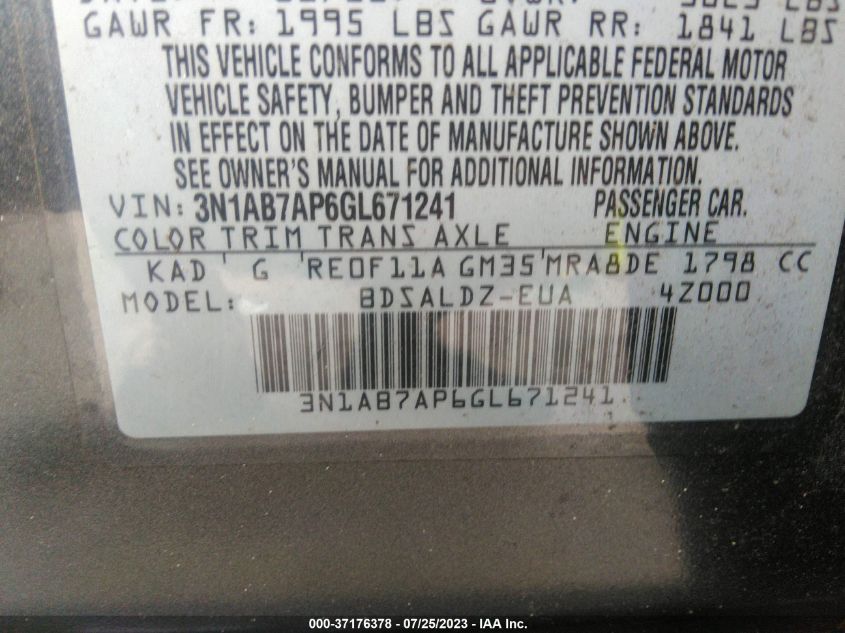 GAWR FR: 1995 LBS GAWR RR: 1841 LBS
THIS VEHICLE CONFORMS TO ALL APPLICABLE FEDERAL MOTOR
VEHICLE SAFETY, BUMPER AND THEFT PREVENTION STANDARDS
IN EFFECT ON THE DATE OF MANUFACTURE SHOWN ABOVE.
SEE OWNER'S MANUAL FOR ADDITIONAL INFORMATION.
VIN: 3N1AB7AP6GL671241 PASSENGER CAR.
COLOR TRIM TRANS AXLE ENGINE
KAD G RE0F11A GM35 MRA8DE 1798 CC
MODEL: BDSALDZ-EUA 4Z000
3N1AB7AP6GL671241
000-37176378 - 07/25/2023 - IAA Inc.